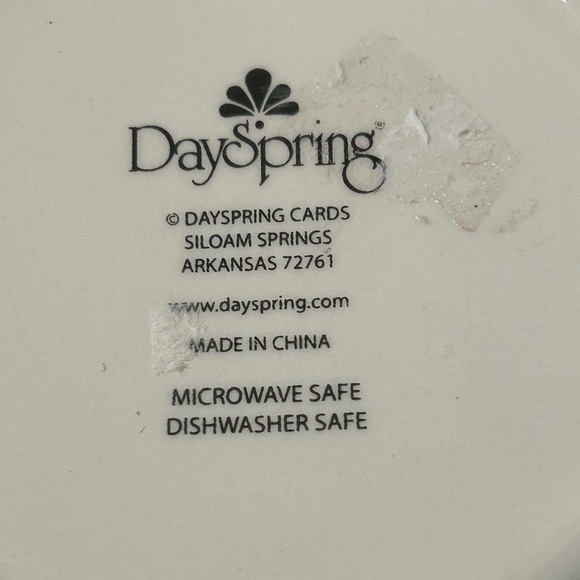 DaySpring®
© DAYSPRING CARDS
SILOAM SPRINGS
ARKANSAS 72761
www.dayspring.com
MADE IN CHINA
MICROWAVE SAFE
DISHWASHER SAFE